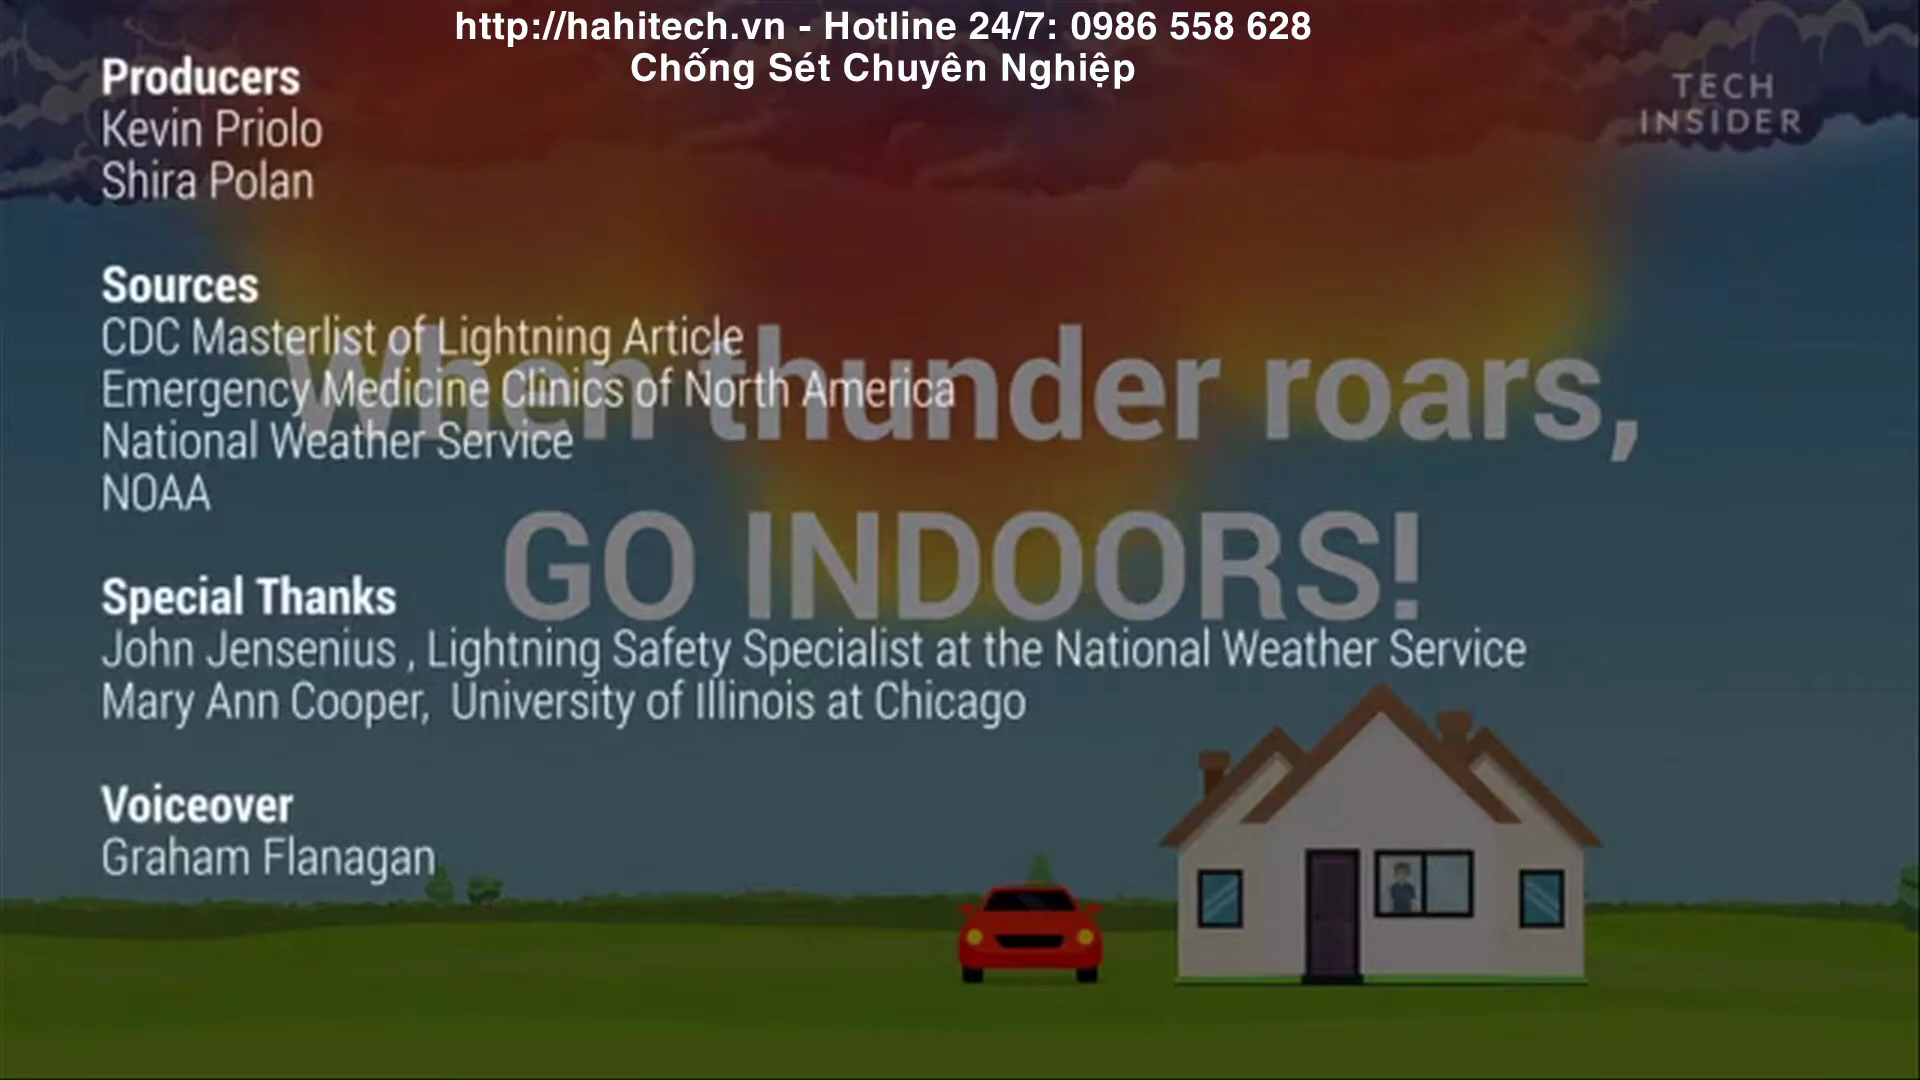 http://hahitech.vn - Hotline 24/7: 0986 558 628
Chống Sét Chuyên Nghiệp
TECH
INSIDER
Producers
Kevin Priolo
Shira Polan
Sources
CDC Masterlist of Lightning Article
Emergency Medicine Clinics of North America
National Weather Service
NOAA
When thunder roars,
GO INDOORS!
Special Thanks
John Jensenius , Lightning Safety Specialist at the National Weather Service
Mary Ann Cooper, University of Illinois at Chicago
Voiceover
Graham Flanagan